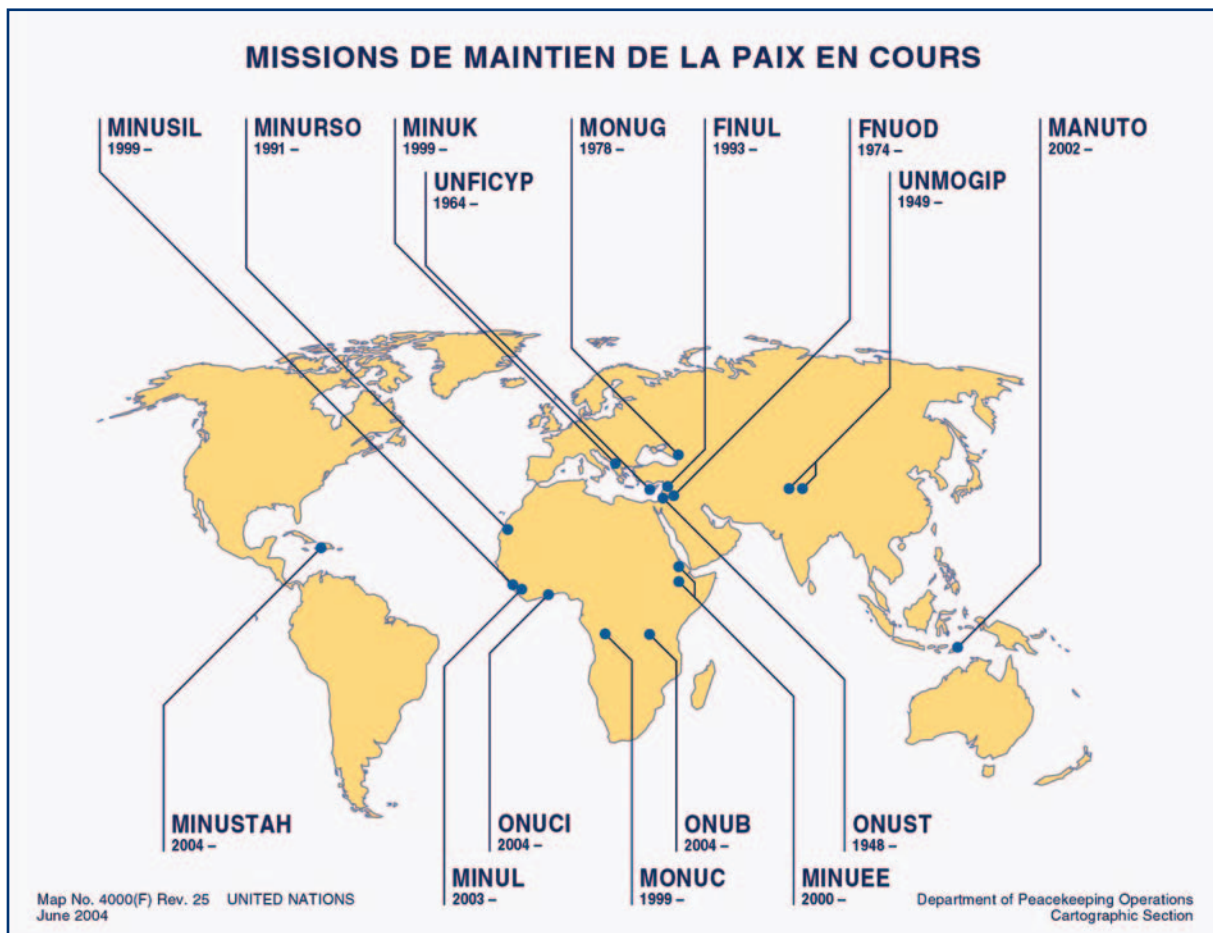 MISSIONS DE MAINTIEN DE LA PAIX EN COURS
MINUSIL
1999 –
MINURSO
1991 –
MINUK
1999 –
UNFICYP
1964 –
MONUG
1978 –
FINUL
1993 –
FNUOD
1974 –
UNMOGIP
1949 –
MANUTO
2002 –
MINUSTAH
2004 –
ONUCI
2004 –
ONUB
2004 –
ONUST
1948 –
MINUL
2003 –
MONUC
1999 –
MINUEE
2000 –
Map No. 4000(F) Rev. 25 UNITED NATIONS
June 2004
Department of Peacekeeping Operations
Cartographic Section